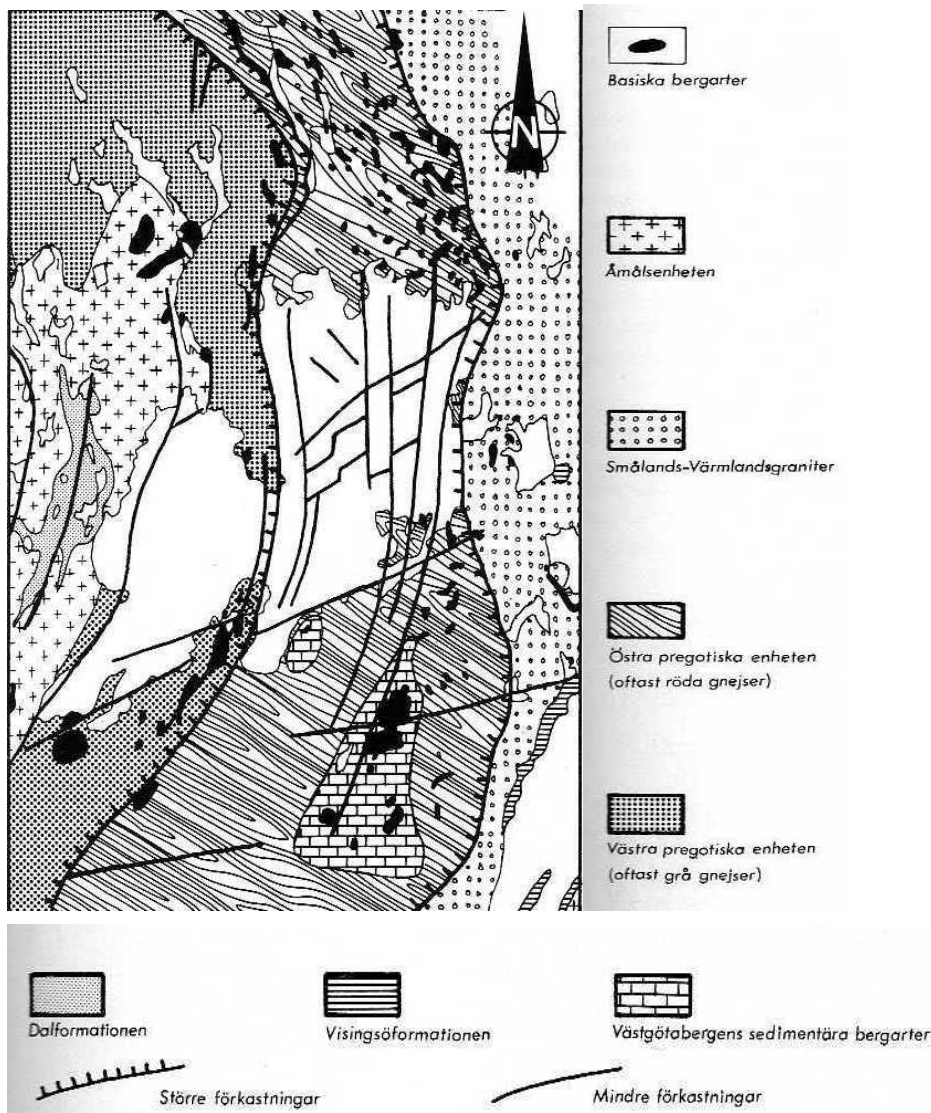 N
Basiska bergarter
Åmålsenheten
Smålands-Värmlandsgraniter
Östra pregotiska enheten
(oftast röda gnejser)
Västra pregotiska enheten
(oftast grå gnejser)
Dalformationen
Visingsöformationen
Västgötabergens sedimentära bergarter
Större förkastningar
Mindre förkastningar